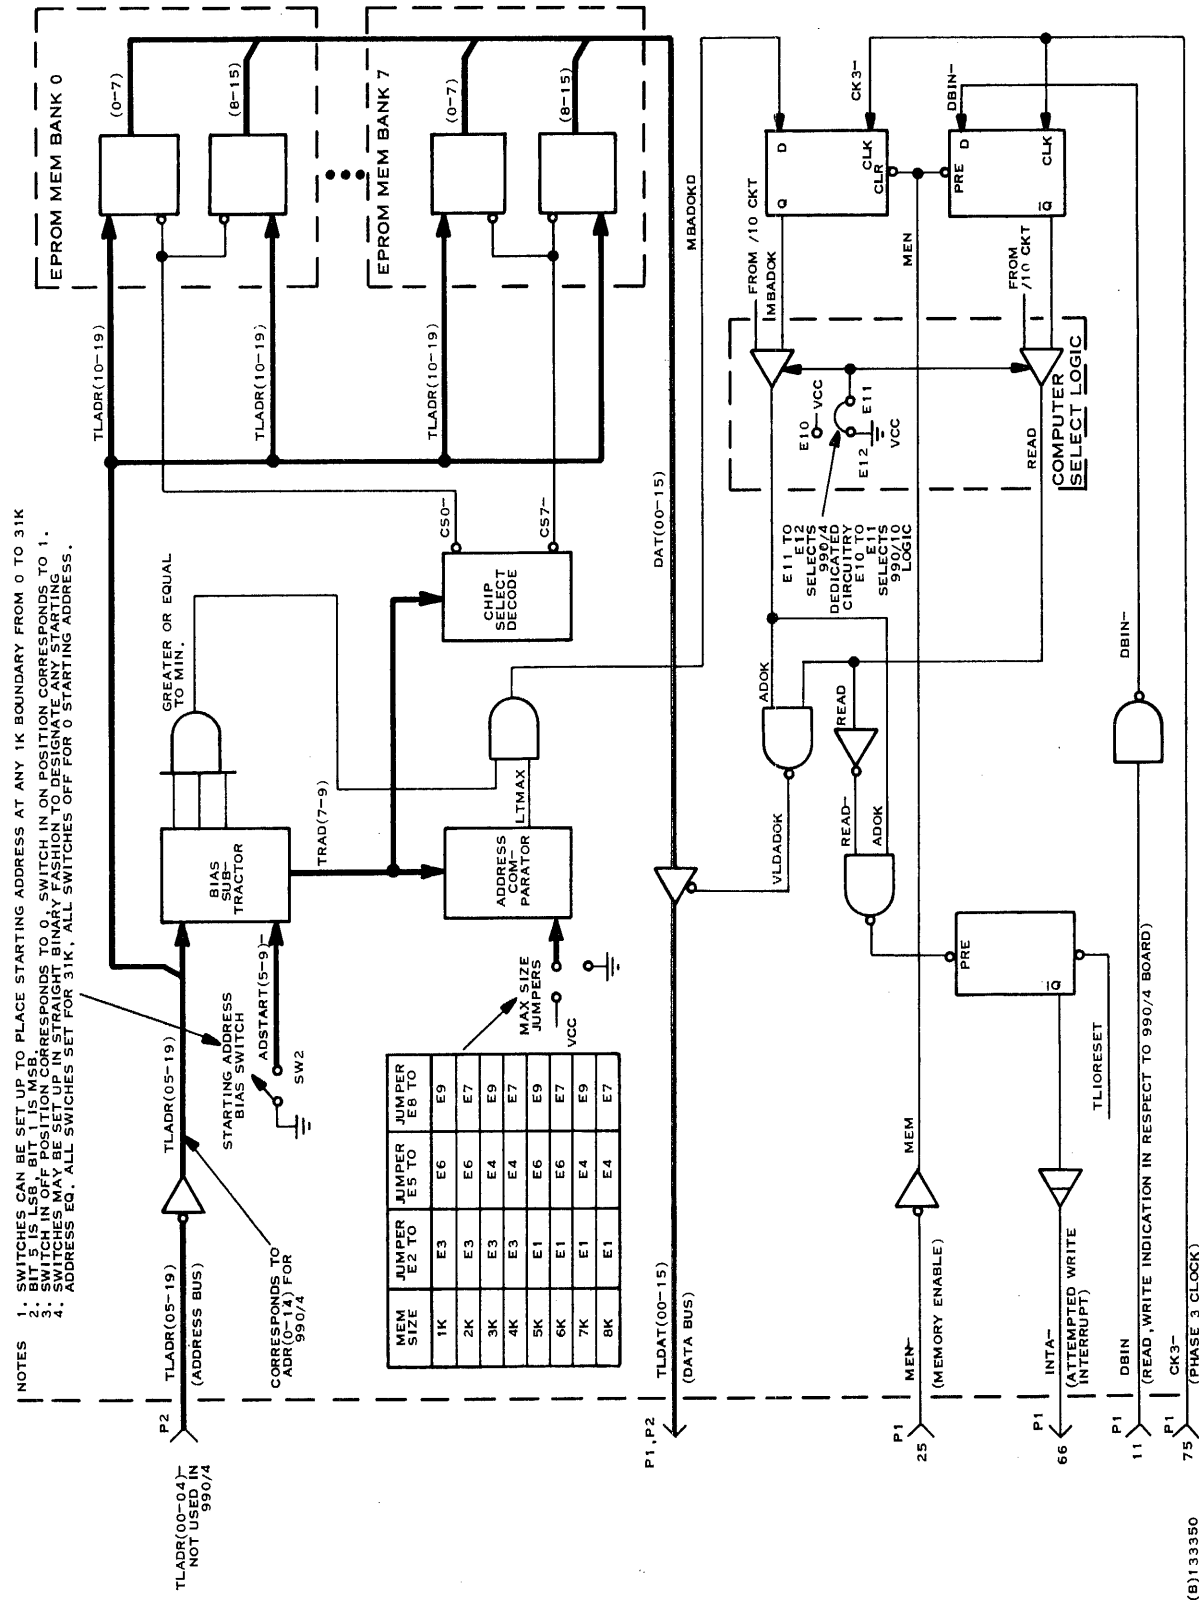 NOTES
1. SWITCHES CAN BE SET UP TO PLACE STARTING ADDRESS AT ANY 1K BOUNDARY FROM 0 TO 31K
2. BIT 5 IS LSB, BIT 1 IS MSB.
3. SWITCH IN OFF POSITION CORRESPONDS TO 0, SWITCH IN ON POSITION CORRESPONDS TO 1.
4. SWITCHES MAY BE SET UP IN STRAIGHT BINARY FASHION TO DESIGNATE ANY STARTING
ADDRESS EQ. ALL SWICHES SET FOR 31K, ALL SWITCHES OFF FOR 0 STARTING ADDRESS.
TLADR(00-04)-
NOT USED IN
990/4
P2
TLADR(05-19)
(ADDRESS BUS)
CORRESPONDS TO
ADR(0-14) FOR
990/4
TLADR(05-19)
STARTING ADDRESS
BIAS SWITCH
ADSTART(5-9)-
SW2
BIAS
SUB-
TRACTOR
GREATER OR EQUAL
TO MIN.
TRAD(7-9)
TLADR(10-19)
TLADR(10-19)
TLADR(10-19)
EPROM MEM BANK 0
(0-7)
(8-15)
EPROM MEM BANK 7
(0-7)
(8-15)
MEM
SIZE
JUMPER
E2 TO
JUMPER
E5 TO
JUMPER
E8 TO
1K E3 E6 E9
2K E3 E6 E7
3K E3 E4 E9
4K E3 E4 E7
5K E1 E6 E9
6K E1 E6 E7
7K E1 E4 E9
8K E1 E4 E7
MAX SIZE
JUMPERS
VCC
ADDRESS
COM-
PARATOR
LTMAX
CHIP
SELECT
DECODE
CS0-
CS7-
P1,P2
TLDAT(00-15)
(DATA BUS)
DAT(00-15)
MBADOKD
VLDADOK
ADOK
READ
READ-
ADOK
E11 TO
E12
SELECTS
990/4
DEDICATED
CIRCUITRY
E10 TO
E11
SELECTS
990/10
LOGIC
E10
VCC
E11
E12
VCC
READ
COMPUTER
SELECT LOGIC
FROM /10 CKT
MBADOK
FROM
/10 CKT
Q
D
CLK
CLR
CK3-
MEN
PRE
D
CLK
Q
DBIN-
P1
25
MEN-
(MEMORY ENABLE)
MEM
PRE
Q
TLIORESET
P1
66
INTA-
(ATTEMPTED WRITE
INTERRUPT)
P1
11
DBIN
(READ,WRITE INDICATION IN RESPECT TO 990/4 BOARD)
DBIN-
P1
75
CK3-
(PHASE 3 CLOCK)
(B)133350